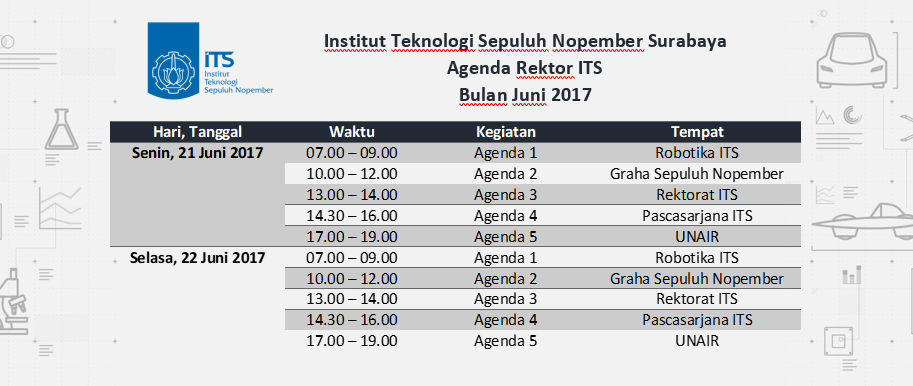 iTS
Institut
Teknologi
Sepuluh Nopember
Institut Teknologi Sepuluh Nopember Surabaya
Agenda Rektor ITS
Bulan Juni 2017
Hari, Tanggal Waktu Kegiatan Tempat
Senin, 21 Juni 2017 07.00 – 09.00 Agenda 1 Robotika ITS
10.00 – 12.00 Agenda 2 Graha Sepuluh Nopember
13.00 – 14.00 Agenda 3 Rektorat ITS
14.30 – 16.00 Agenda 4 Pascasarjana ITS
17.00 – 19.00 Agenda 5 UNAIR
Selasa, 22 Juni 2017 07.00 – 09.00 Agenda 1 Robotika ITS
10.00 – 12.00 Agenda 2 Graha Sepuluh Nopember
13.00 – 14.00 Agenda 3 Rektorat ITS
14.30 – 16.00 Agenda 4 Pascasarjana ITS
17.00 – 19.00 Agenda 5 UNAIR